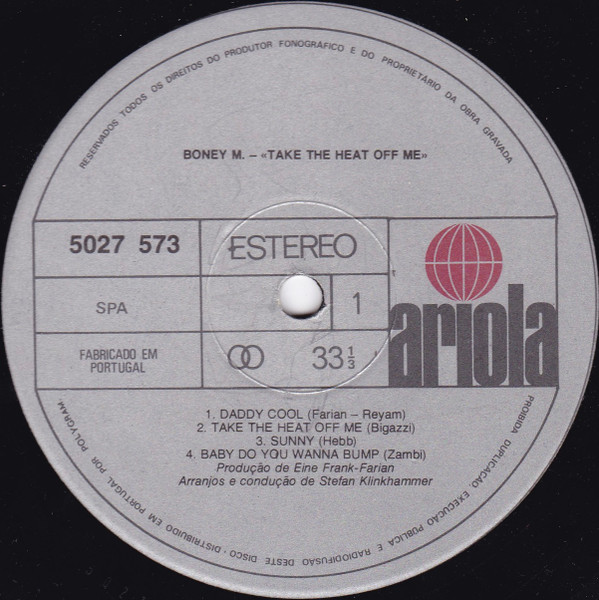 RESERVADOS TODOS OS DIREITOS DO PRODUTOR FONOGRÁFICO E DO PROPRIETÁRIO DA OBRA GRAVADA
BONEY M. – «TAKE THE HEAT OFF ME»
5027 573
ESTEREO
SPA
1
ariola
FABRICADO EM
PORTUGAL
33 1/3
1. DADDY COOL (Farian – Reyam)
2. TAKE THE HEAT OFF ME (Bigazzi)
3. SUNNY (Hebb)
4. BABY DO YOU WANNA BUMP (Zambi)
Produção de Eine Frank-Farian
Arranjos e condução de Stefan Klinkhammer
PROIBIDA DUPLICAÇÃO, EXECUÇÃO PÚBLICA E RADIODIFUSÃO DESTE DISCO - DISTRIBUIDO EM PORTUGAL POR POLYGRAM.